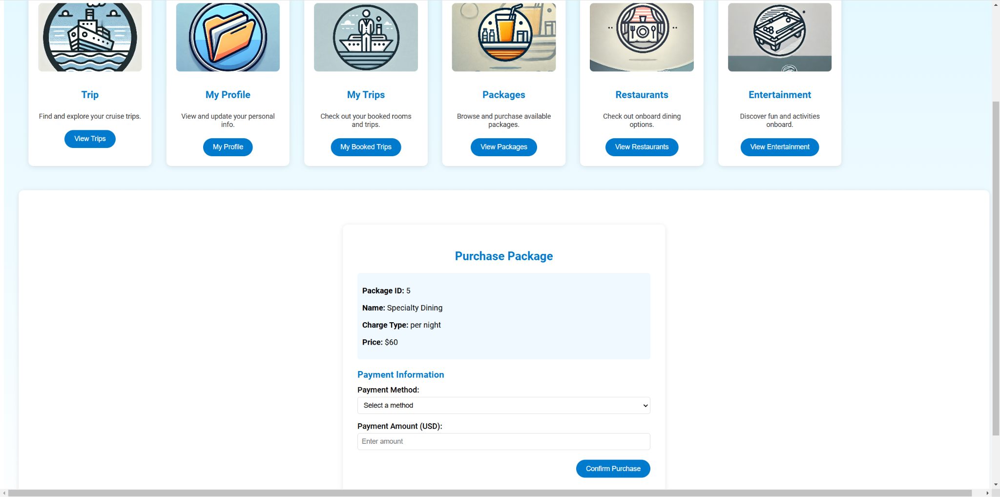 Trip
Find and explore your cruise trips.
View Trips
My Profile
View and update your personal
info.
My Profile
My Trips
Check out your booked rooms
and trips.
My Booked Trips
Packages
Browse and purchase available
packages.
View Packages
Restaurants
Check out onboard dining
options.
View Restaurants
Entertainment
Discover fun and activities
onboard.
View Entertainment
Purchase Package
Package ID: 5
Name: Specialty Dining
Charge Type: per night
Price: $60
Payment Information
Payment Method:
Select a method
Payment Amount (USD):
Enter amount
Confirm Purchase